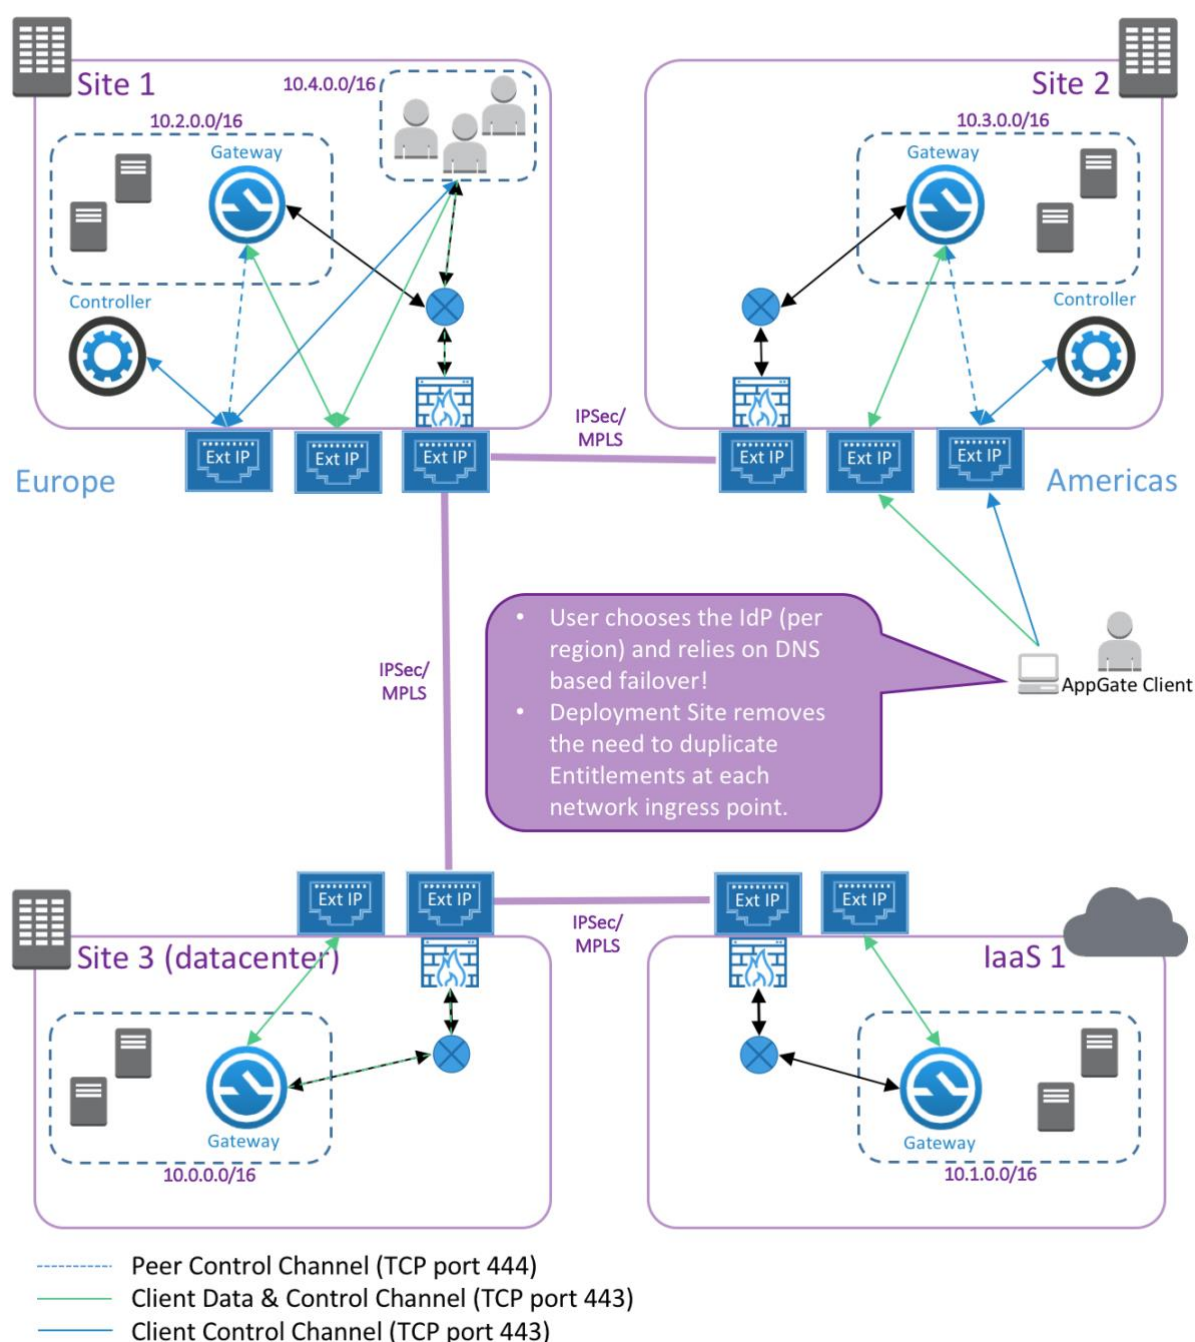 Site 1
10.4.0.0/16
10.2.0.0/16
Gateway
Controller
Ext IP
Ext IP
Ext IP
Europe
Site 2
10.3.0.0/16
Gateway
Controller
IPSec/
MPLS
Ext IP
Ext IP
Ext IP
Americas
• User chooses the IdP (per
region) and relies on DNS
based failover!
• Deployment Site removes
the need to duplicate
Entitlements at each
network ingress point.
AppGate Client
IPSec/
MPLS
Ext IP
Ext IP
Site 3 (datacenter)
Gateway
10.0.0.0/16
IPSec/
MPLS
Ext IP
Ext IP
IaaS 1
Gateway
10.1.0.0/16
Peer Control Channel (TCP port 444)
Client Data & Control Channel (TCP port 443)
Client Control Channel (TCP port 443)